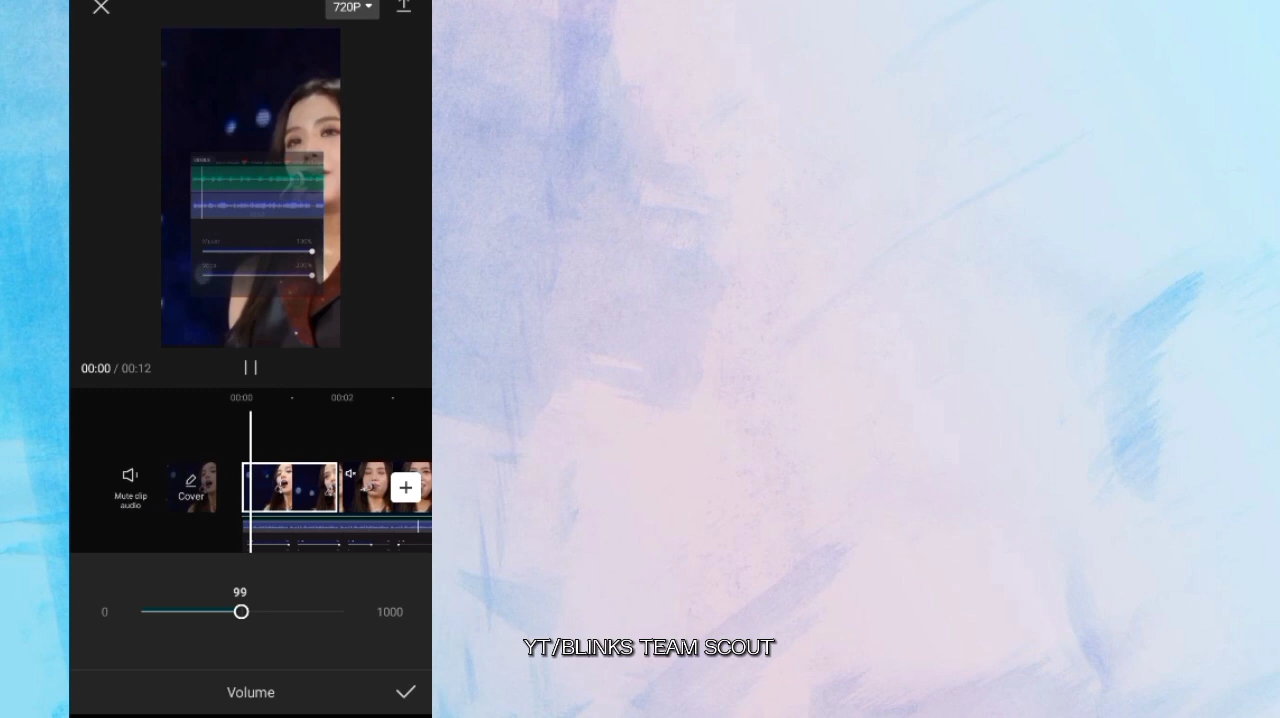 720P
00:00 / 00:12
00:00
00:02
Mute clip
audio
Cover
99
0
1000
Volume
YT/BLINKS TEAM SCOUT